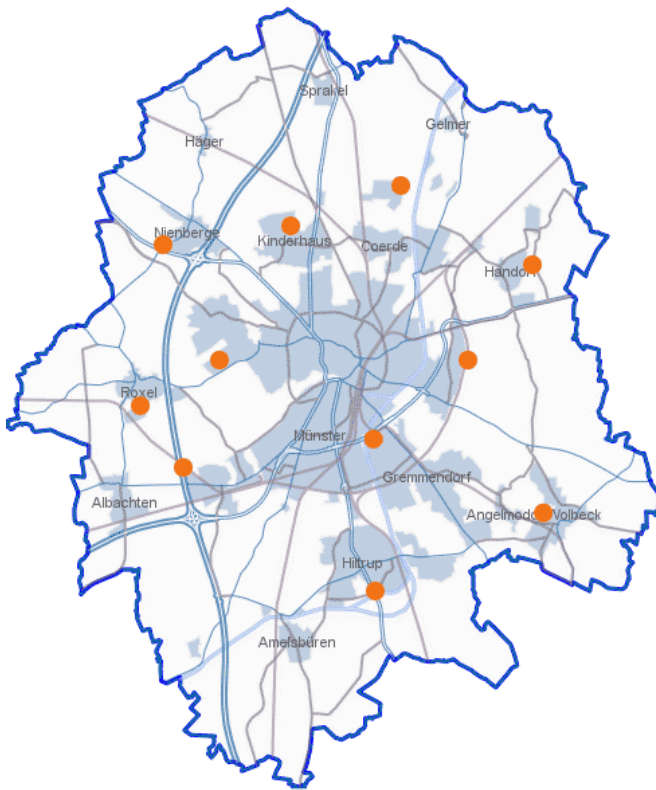 Sprakel
Gelmer
Häger
Nienberge
Kinderhaus
Coerde
Handorf
Roxel
Münster
Gremmendorf
Albachten
Angelmodde
Wolbeck
Hiltrup
Amelsbüren